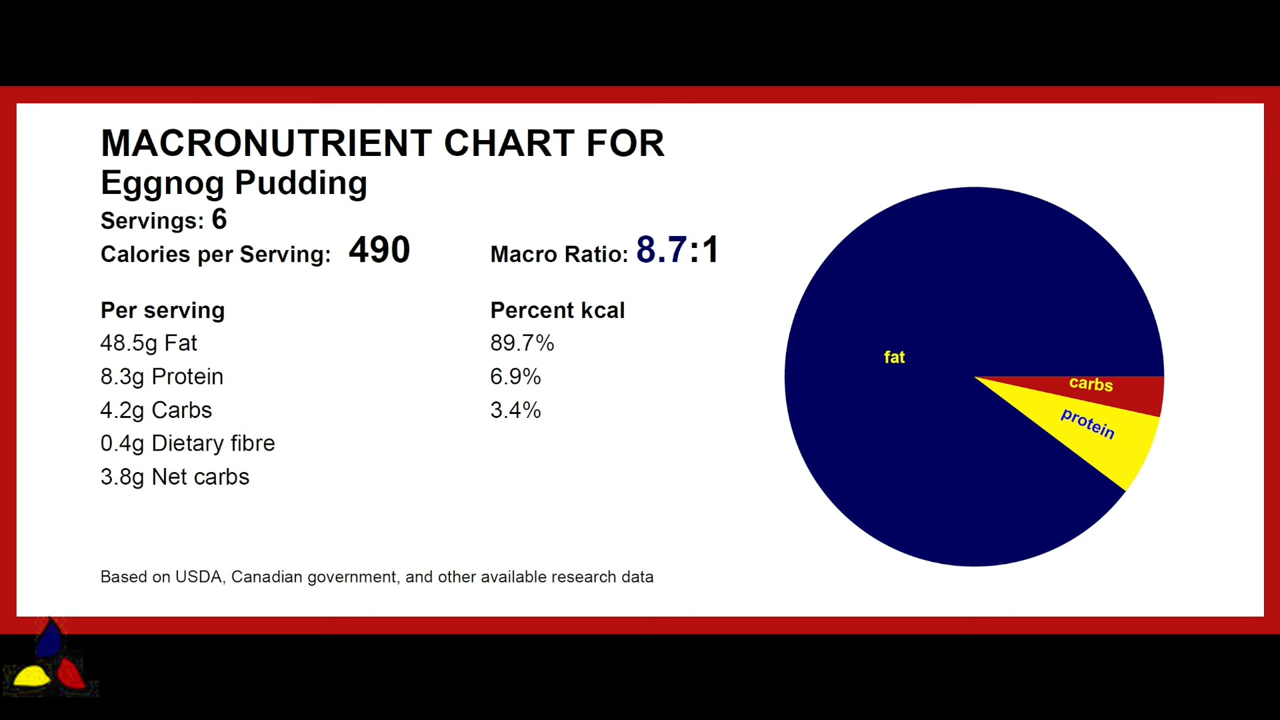 MACRONUTRIENT CHART FOR
Eggnog Pudding
Servings: 6
Calories per Serving: 490
Macro Ratio: 8.7:1
Per serving
Percent kcal
48.5g Fat
89.7%
8.3g Protein
6.9%
4.2g Carbs
3.4%
0.4g Dietary fibre
3.8g Net carbs
fat
carbs
protein
Based on USDA, Canadian government, and other available research data